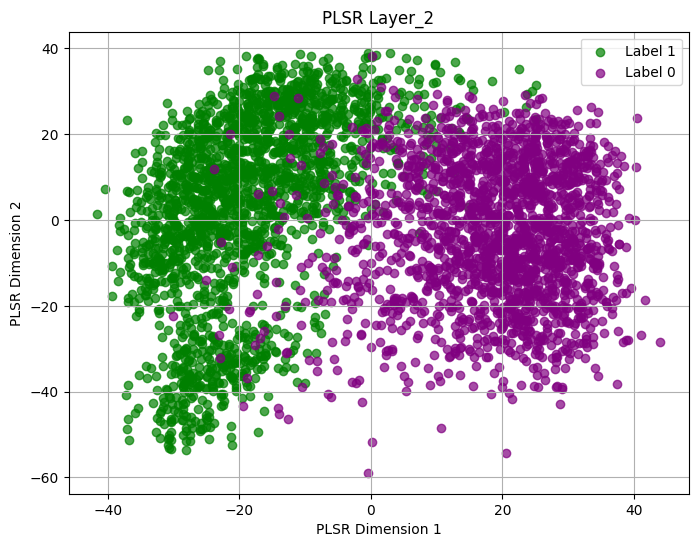 PLSR Layer_2
Label 1
Label 0
40
20
0
−20
−40
−60
PLSR Dimension 2
−40
−20
0
20
40
PLSR Dimension 1